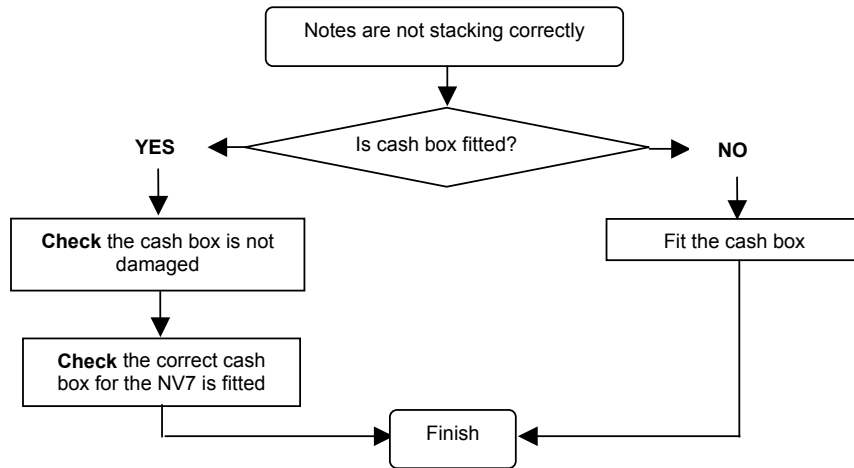 Notes are not stacking correctly
Is cash box fitted?
YES
NO
Check the cash box is not
damaged
Fit the cash box
Check the correct cash
box for the NV7 is fitted
Finish